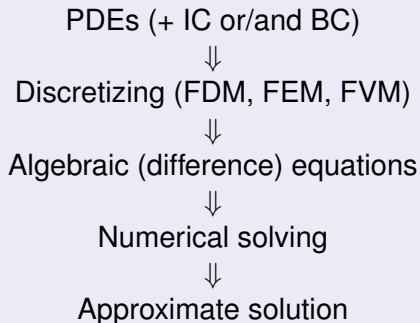 PDEs (+ IC or/and BC)
⇓
Discretizing (FDM, FEM, FVM)
⇓
Algebraic (difference) equations
⇓
Numerical solving
⇓
Approximate solution